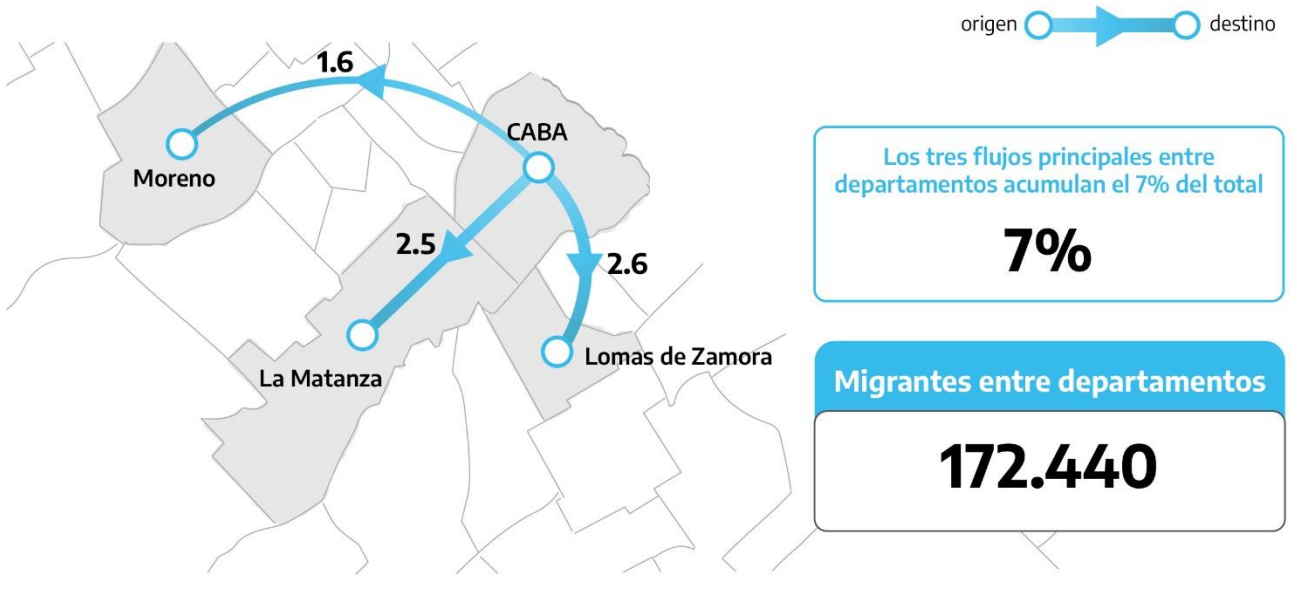 origen
destino
1.6
CABA
Moreno
2.5
2.6
La Matanza
Lomas de Zamora
Los tres flujos principales entre
departamentos acumulan el 7% del total
7%
Migrantes entre departamentos
172.440